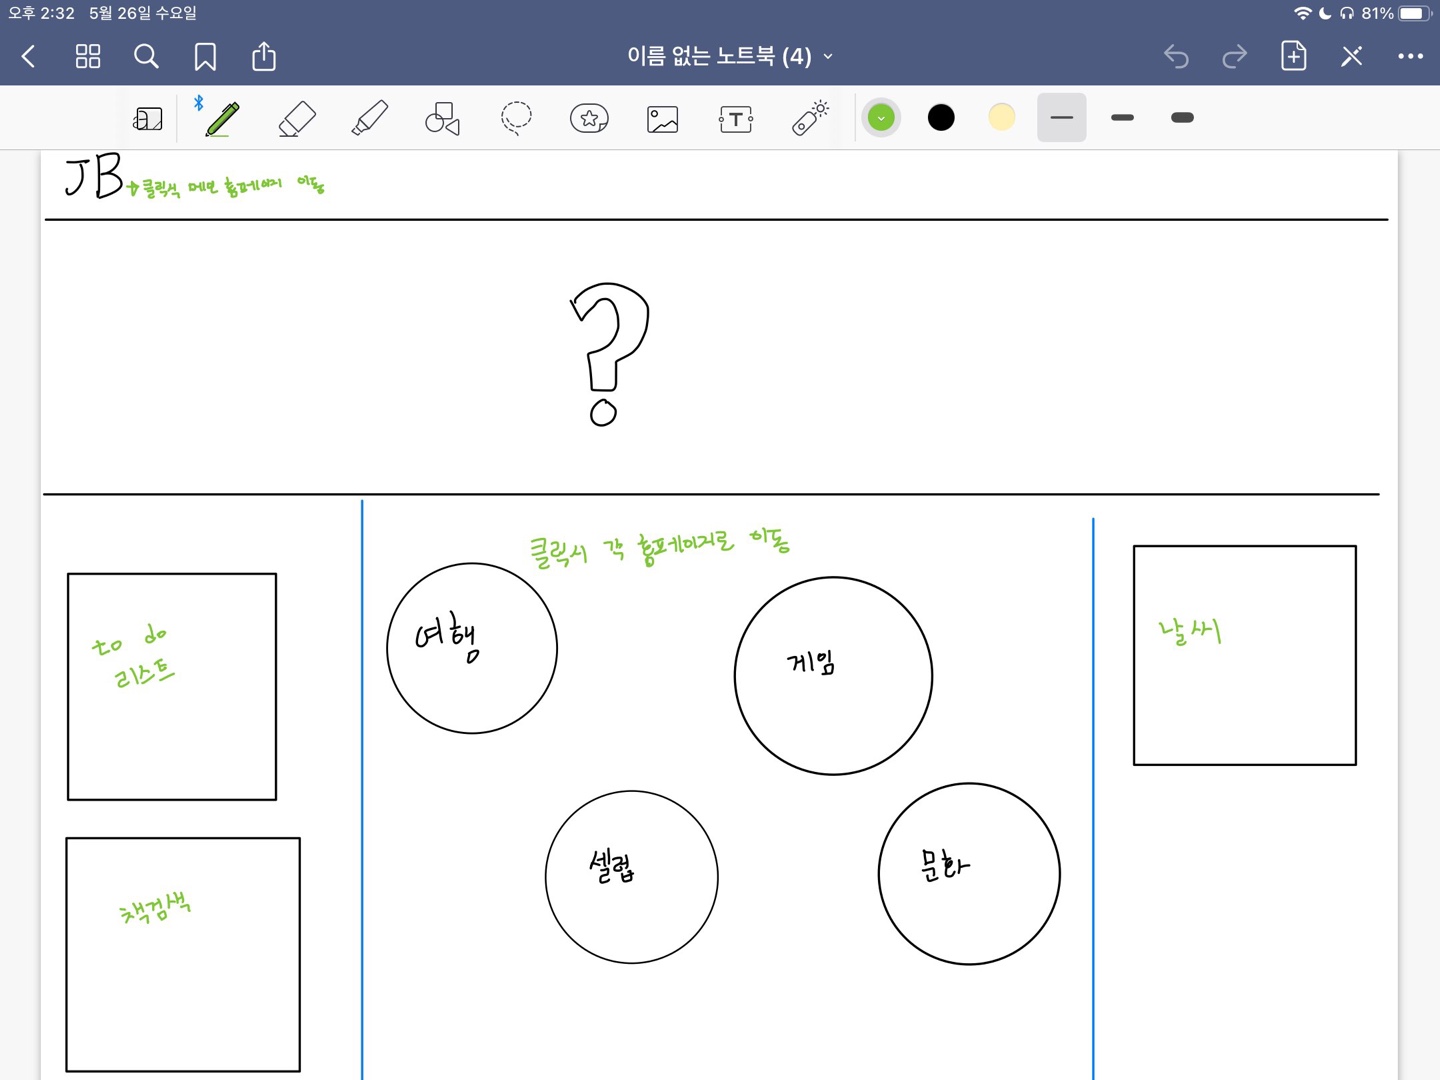 오후 2:32 5월 26일 수요일
81%
이름 없는 노트북 (4)
JB
클릭시 메인 홈페이지 이동
?
클릭시 각 홈페이지로 이동
to do
리스트
여행
게임
날씨
책검색
셀럽
문화